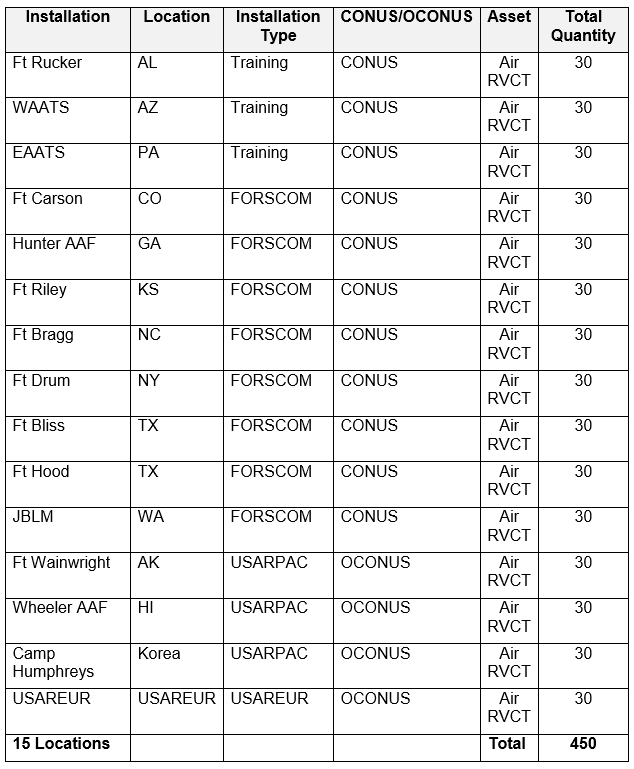 Installation Location Installation Type CONUS/OCONUS Asset Total Quantity
Ft Rucker AL Training CONUS Air RVCT 30
WAATS AZ Training CONUS Air RVCT 30
EAATS PA Training CONUS Air RVCT 30
Ft Carson CO FORSCOM CONUS Air RVCT 30
Hunter AAF GA FORSCOM CONUS Air RVCT 30
Ft Riley KS FORSCOM CONUS Air RVCT 30
Ft Bragg NC FORSCOM CONUS Air RVCT 30
Ft Drum NY FORSCOM CONUS Air RVCT 30
Ft Bliss TX FORSCOM CONUS Air RVCT 30
Ft Hood TX FORSCOM CONUS Air RVCT 30
JBLM WA FORSCOM CONUS Air RVCT 30
Ft Wainwright AK USARPAC OCONUS Air RVCT 30
Wheeler AAF HI USARPAC OCONUS Air RVCT 30
Camp Humphreys Korea USARPAC OCONUS Air RVCT 30
USAREUR USAREUR USAREUR OCONUS Air RVCT 30
15 Locations Total 450